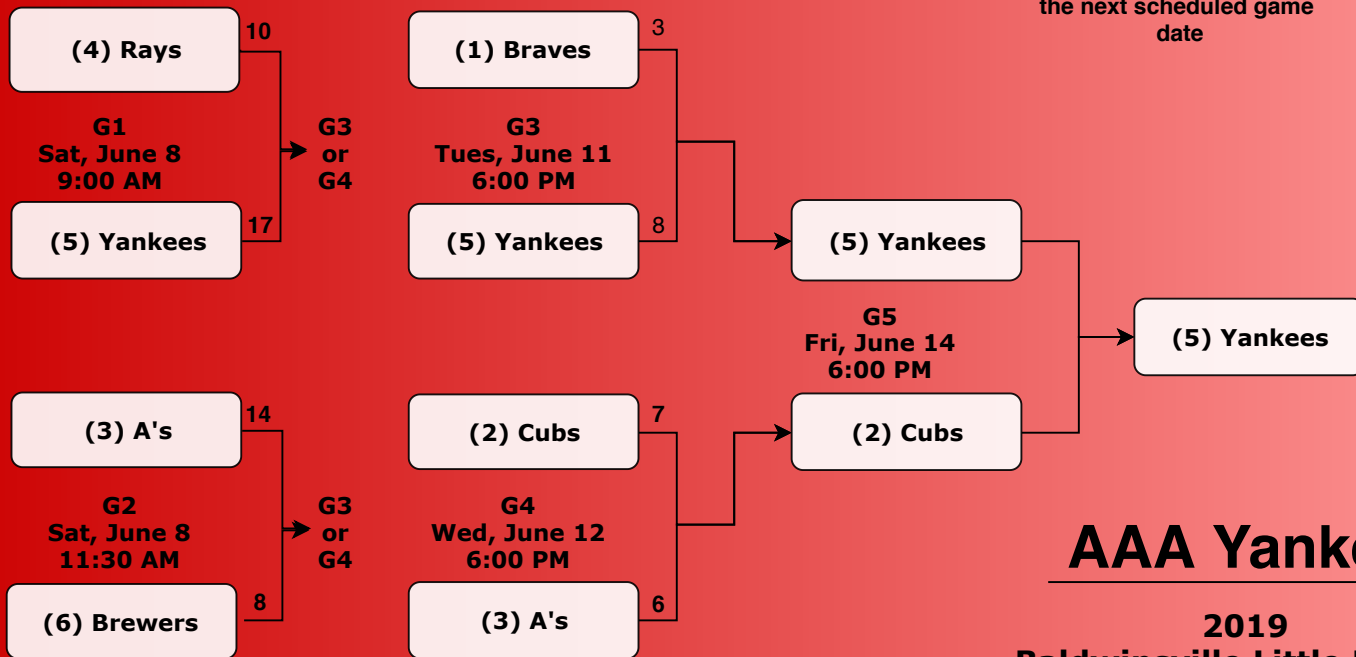 the next scheduled game
date
(4) Rays
10
G1
Sat, June 8
9:00 AM
G3
or
G4
(5) Yankees
17
(3) A's
14
G2
Sat, June 8
11:30 AM
G3
or
G4
(6) Brewers
8
(1) Braves
3
G3
Tues, June 11
6:00 PM
(5) Yankees
8
(2) Cubs
7
G4
Wed, June 12
6:00 PM
(3) A's
6
(5) Yankees
G5
Fri, June 14
6:00 PM
(2) Cubs
(5) Yankees
AAA
2019
Baldwinsville Little